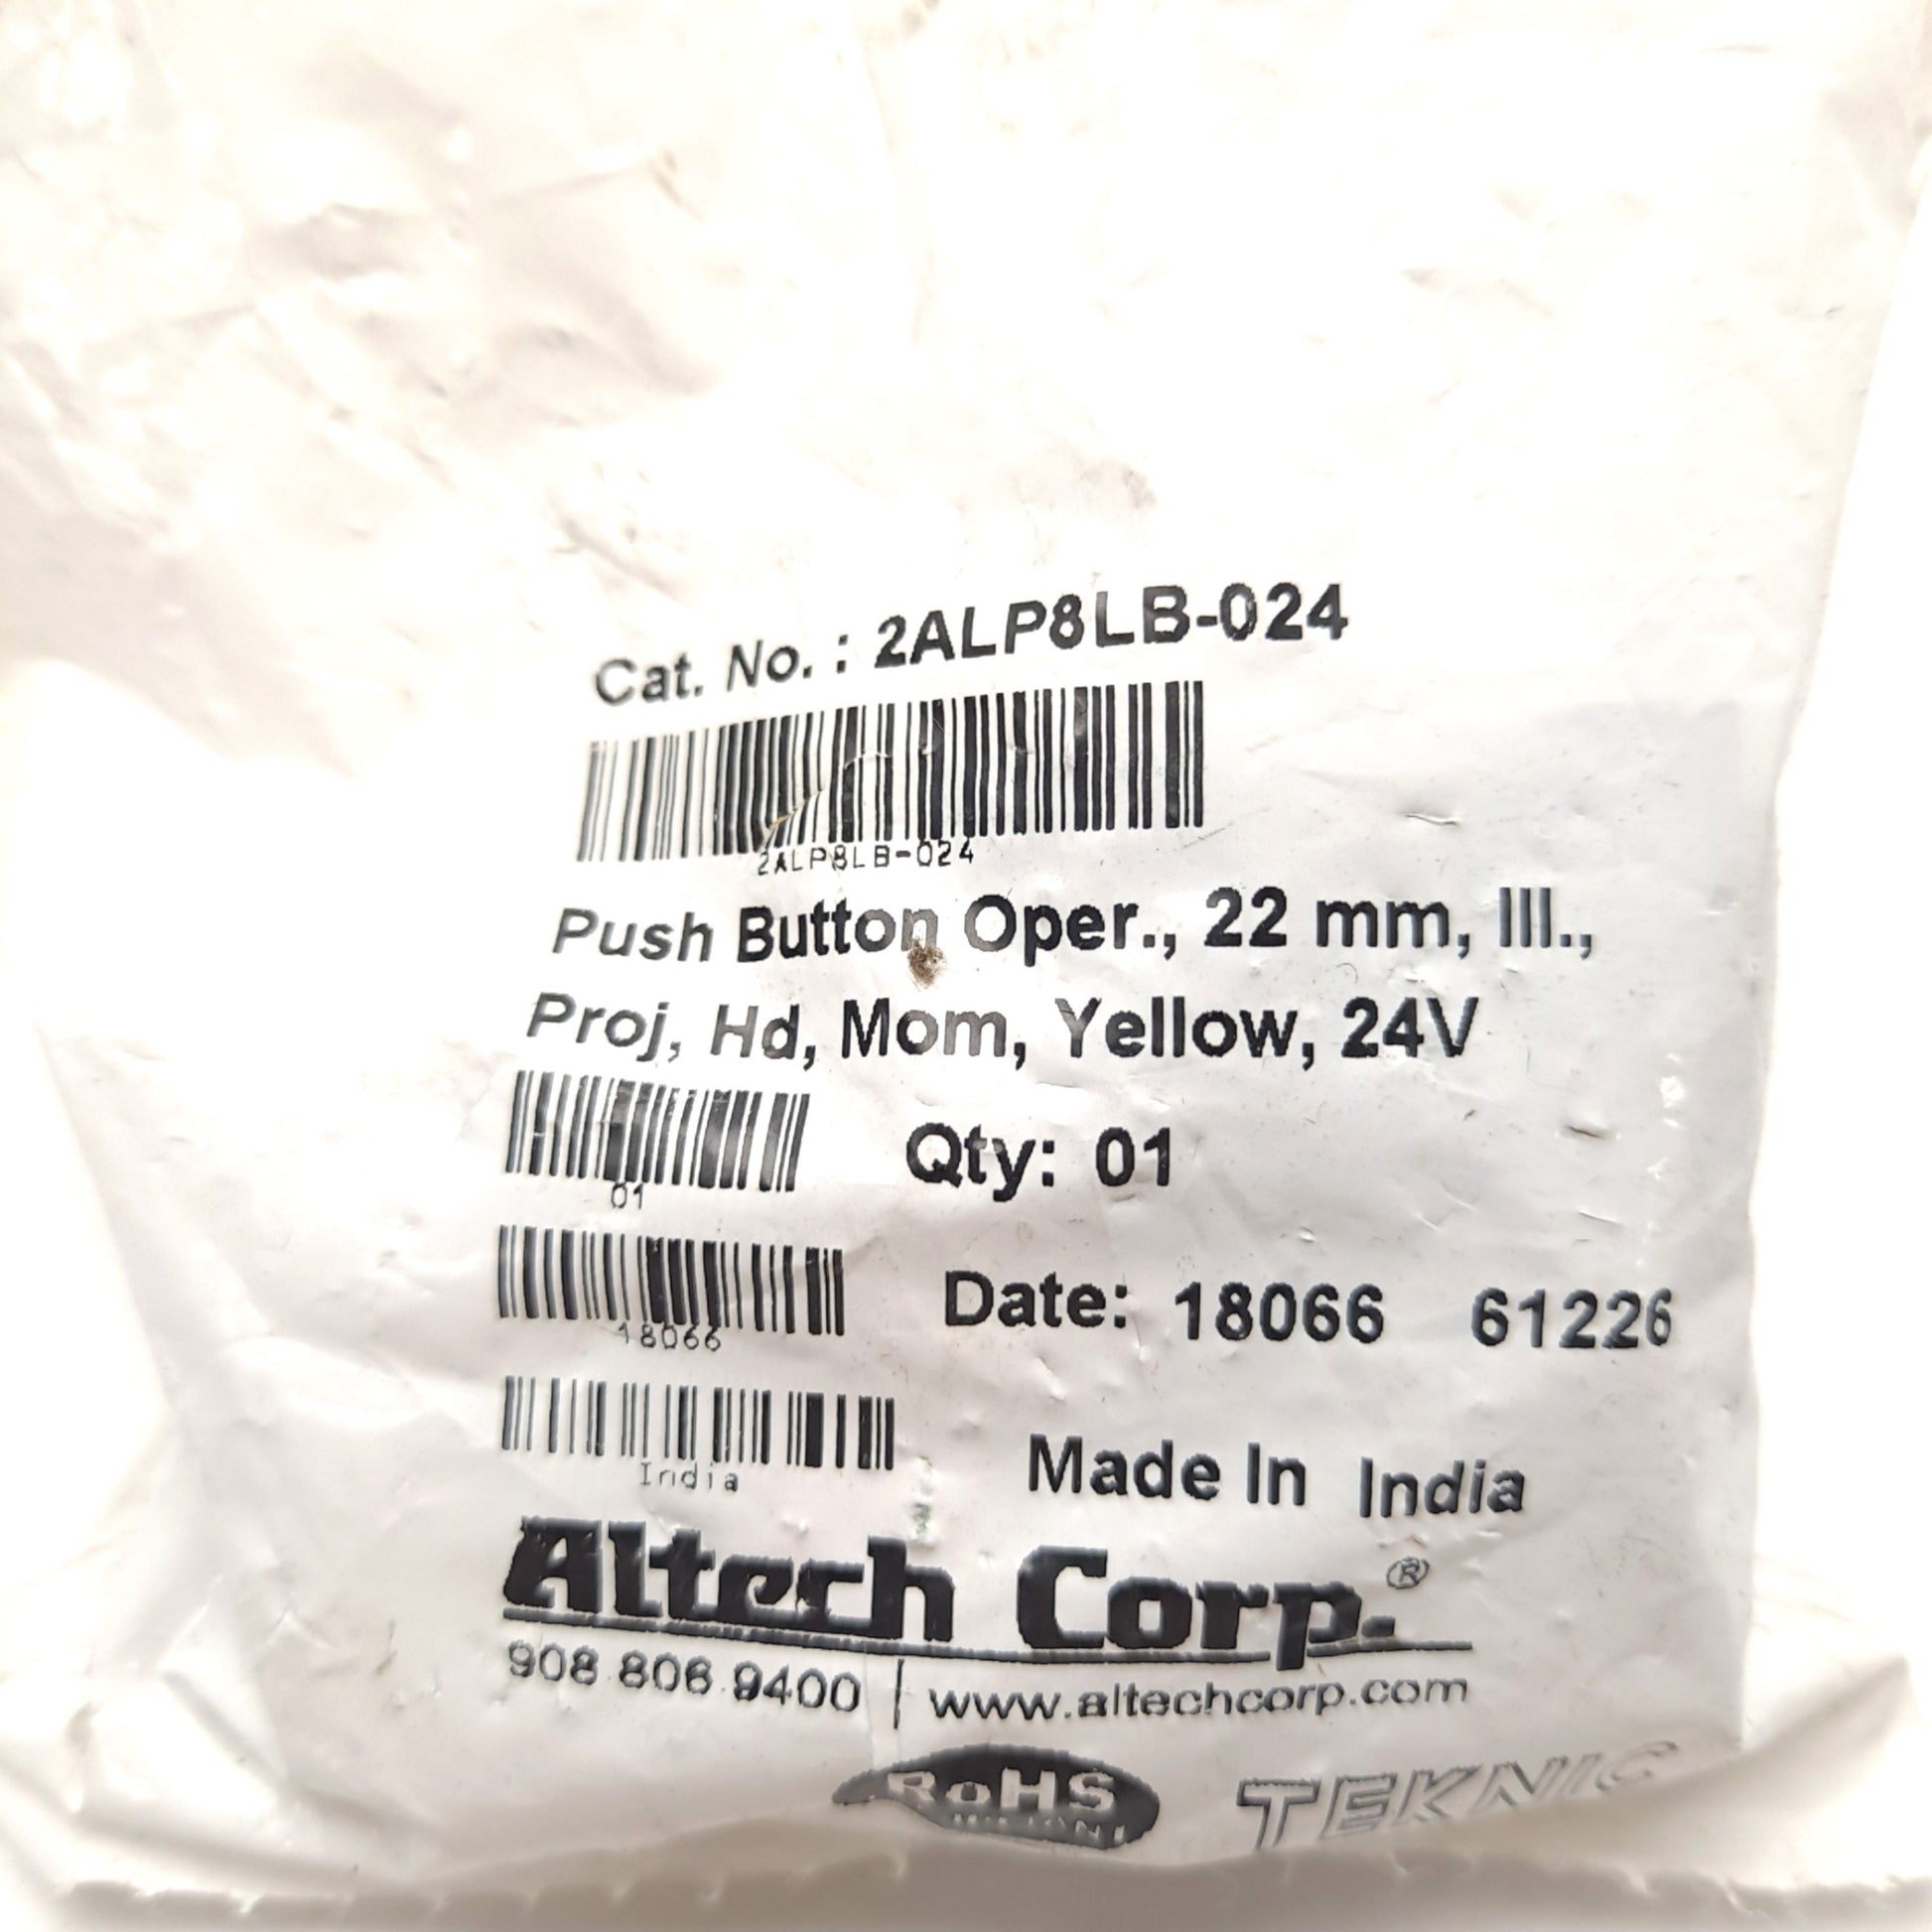 Cat. No. : 2ALP8LB-024
2ALP8LB-024
Push Button Oper., 22 mm, Ill.,
Proj, Hd, Mom, Yellow, 24V
Qty: 01
01
Date: 18066 61226
18066
Made In India
India
Altech Corp.®
908.806.9400 | www.altechcorp.com
RoHS
TEKNIC